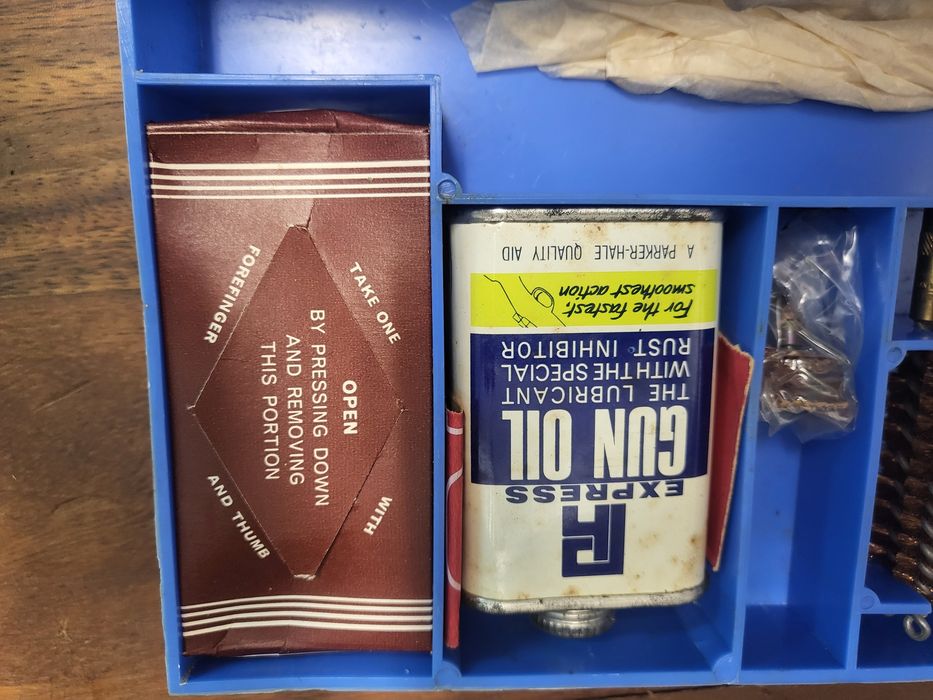 OPEN
BY PRESSING DOWN
AND REMOVING
THIS PORTION
TAKE ONE
WITH
FOREFINGER
AND THUMB
PH
EXPRESS
GUN OIL
THE LUBRICANT
WITH THE SPECIAL
RUST INHIBITOR
For the fastest,
smoothest action
A PARKER-HALE QUALITY AID